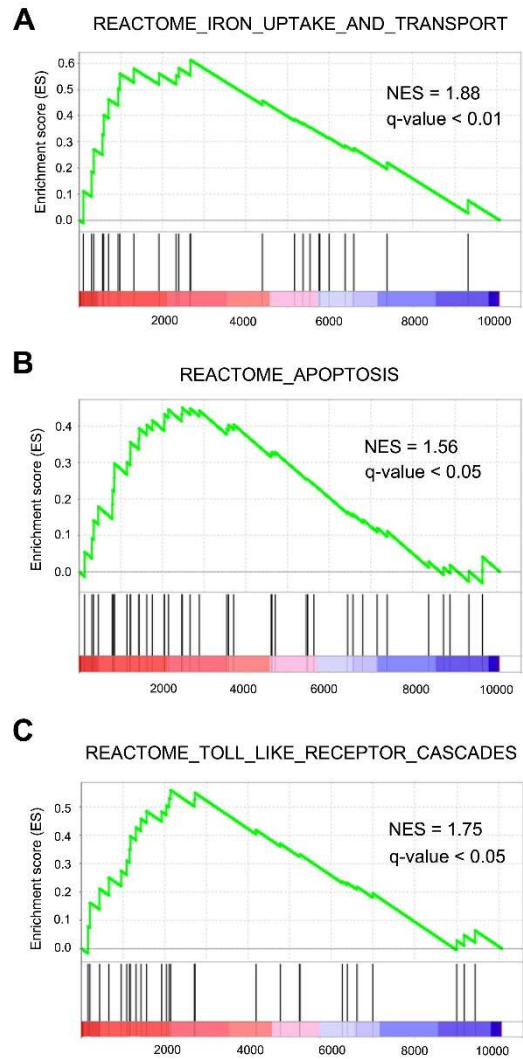 A
REACTOME_IRON_UPTAKE_AND_TRANSPORT
Enrichment score (ES)
0.6
0.5
0.4
0.3
0.2
0.1
0.0
NES = 1.88
q-value < 0.01
2000 4000 6000 8000 10000
B
REACTOME_APOPTOSIS
Enrichment score (ES)
0.4
0.3
0.2
0.1
0.0
NES = 1.56
q-value < 0.05
2000 4000 6000 8000 10000
C
REACTOME_TOLL_LIKE_RECEPTOR_CASCADES
Enrichment score (ES)
0.5
0.4
0.3
0.2
0.1
0.0
NES = 1.75
q-value < 0.05
2000 4000 6000 8000 10000